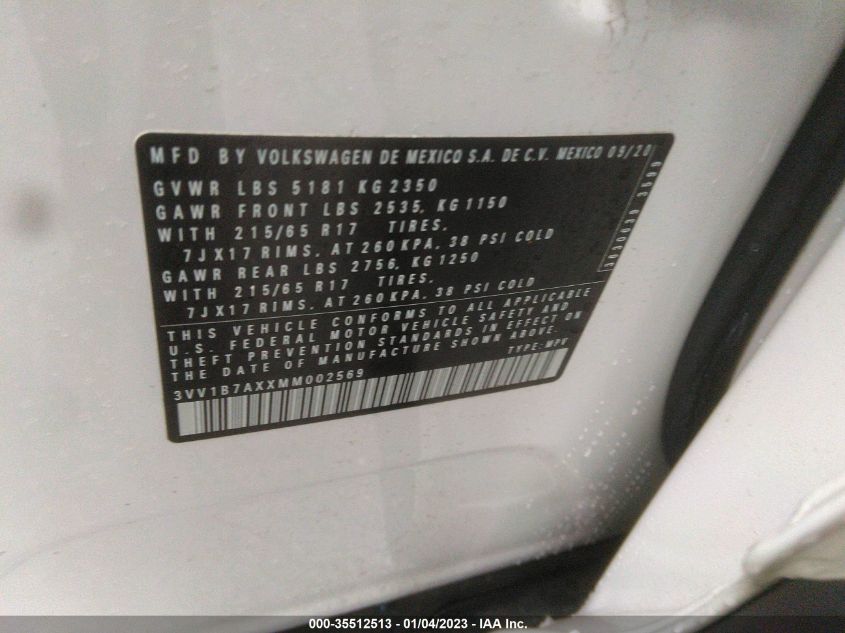 MFD BY VOLKSWAGEN DE MEXICO S.A. DE C.V. MEXICO 09/20
GVWR LBS 5181 KG 2350
GAWR FRONT LBS 2535, KG 1150
WITH 215/65 R17 TIRES,
7JX17 RIMS, AT 260 KPA, 38 PSI COLD
GAWR REAR LBS 2756, KG 1250
WITH 215/65 R17 TIRES,
7JX17 RIMS, AT 260 KPA, 38 PSI COLD
THIS VEHICLE CONFORMS TO ALL APPLICABLE
U.S. FEDERAL MOTOR VEHICLE SAFETY AND
THEFT PREVENTION STANDARDS IN EFFECT ON
THE DATE OF MANUFACTURE SHOWN ABOVE.
TYPE: MPV
3VV1B7AXXMM002569
000-35512513 — 01/04/2023 — IAA Inc.